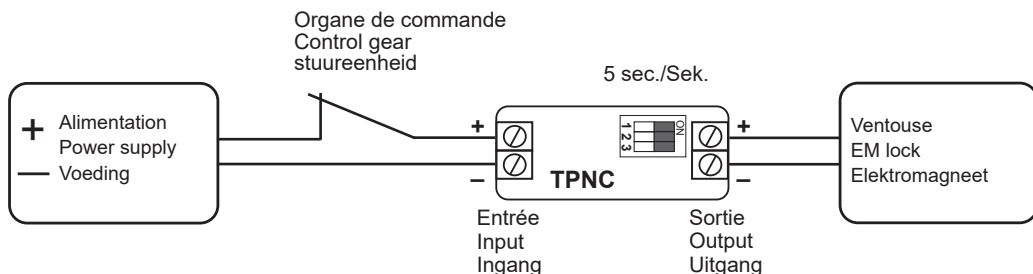 Organe de commande
Control gear
stuureenheid
5 sec./Sek.
+ Alimentation
Power supply
— Voeding
+
–
1 2 3
ON
TPNC
+
–
Ventouse
EM lock
Elektromagneet
Entrée
Input
Ingang
Sortie
Output
Uitgang